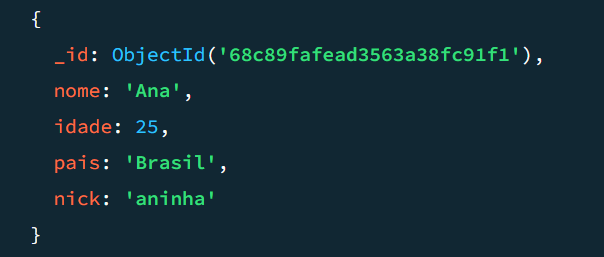 {
_id: ObjectId('68c89fafead3563a38fc91f1'),
nome: 'Ana',
idade: 25,
pais: 'Brasil',
nick: 'aninha'
}